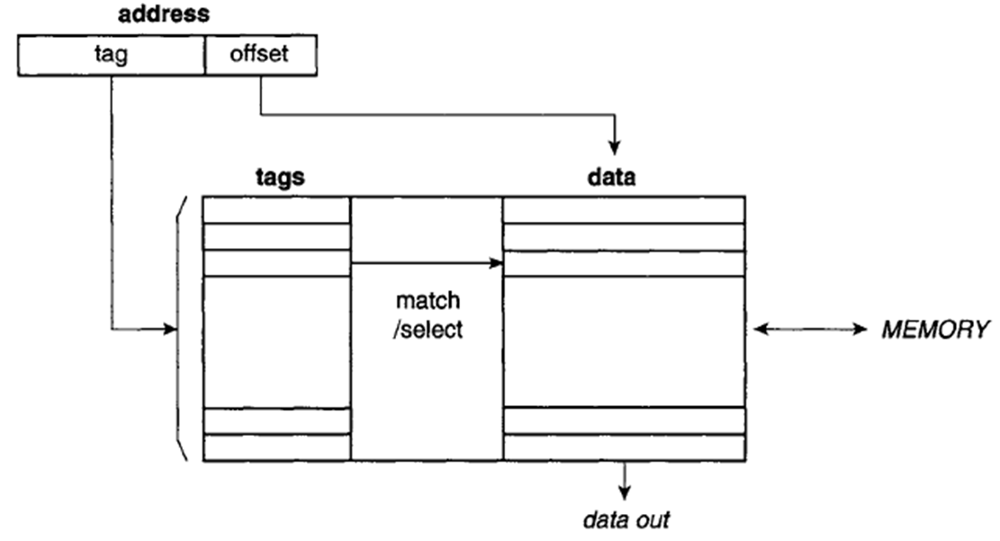 address
tag
offset
tags
data
match
/select
MEMORY
data out